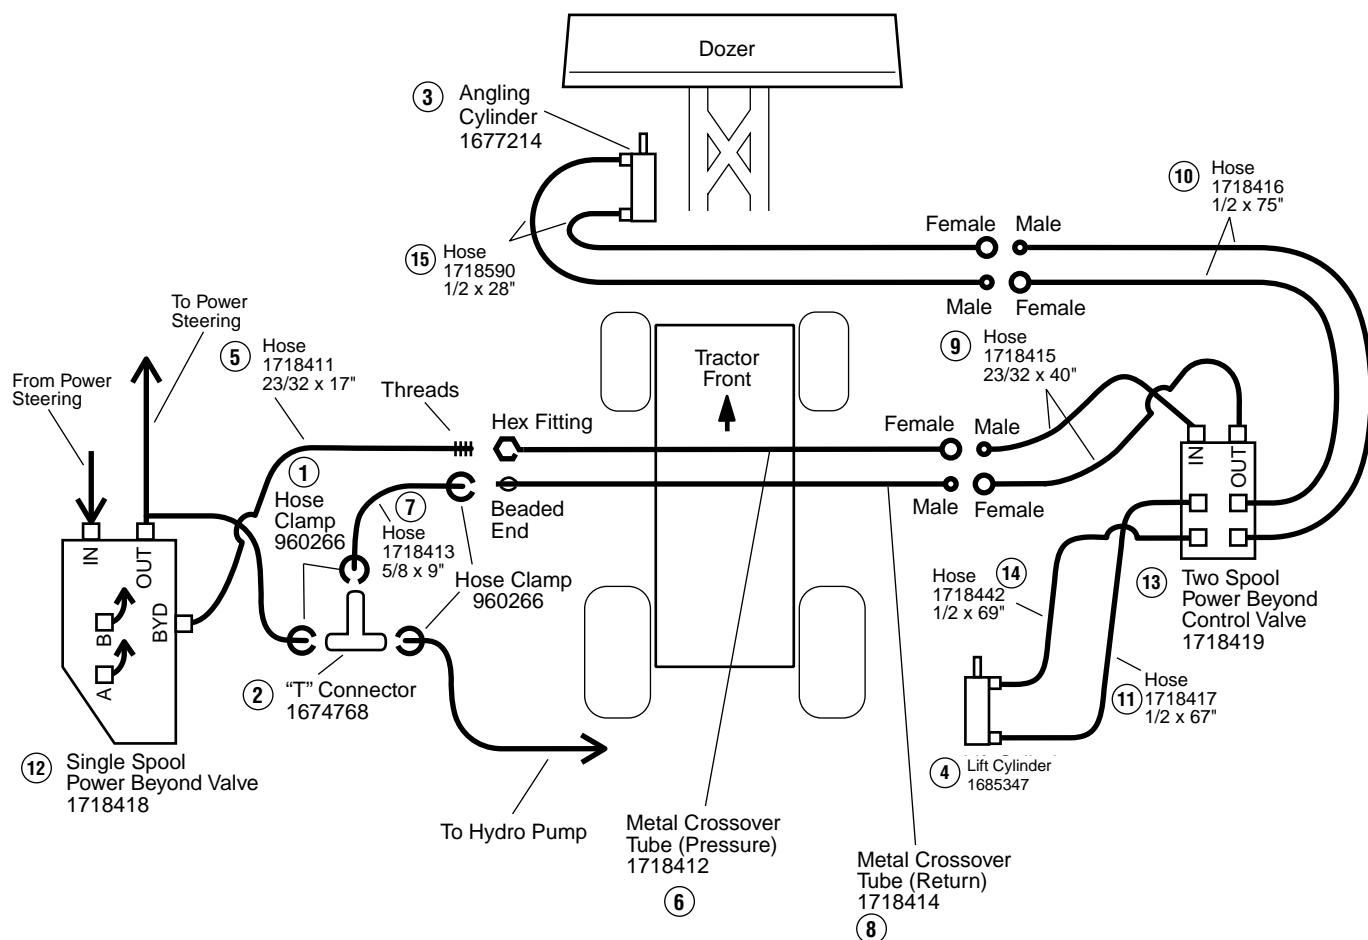 Dozer
3
Angling
Cylinder
1677214
10
Hose
1718416
1/2 x 75"
Female
Male
15
Hose
1718590
1/2 x 28"
Male
Female
To Power
Steering
5
Hose
1718411
23/32 x 17"
9
Hose
1718415
23/32 x 40"
Tractor
Front
From Power
Steering
Threads
Hex Fitting
Female
Male
IN
OUT
1
Hose
Clamp
960266
7
Hose
1718413
5/8 x 9"
Beaded
End
Male
Female
IN
OUT
BYD
B
A
Hose Clamp
960266
14
Hose
1718442
1/2 x 69"
13
Two Spool
Power Beyond
Control Valve
1718419
2
“T” Connector
1674768
11
Hose
1718417
1/2 x 67"
12
Single Spool
Power Beyond Valve
1718418
4
Lift Cylinder
1685347
To Hydro Pump
Metal Crossover
Tube (Pressure)
1718412
6
Metal Crossover
Tube (Return)
1718414
8